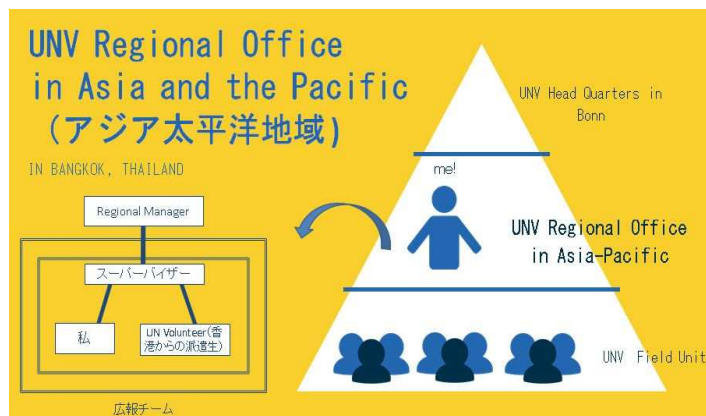 UNV Regional Office
in Asia and the Pacific
（アジア太平洋地域)
IN BANGKOK, THAILAND
Regional Manager
スーパーバイザー
私
UN Volunteer(香
港からの派遣生)
広報チーム
UNV Head Quarters in
Bonn
me!
UNV Regional Office
in Asia-Pacific
UNV Field Unit